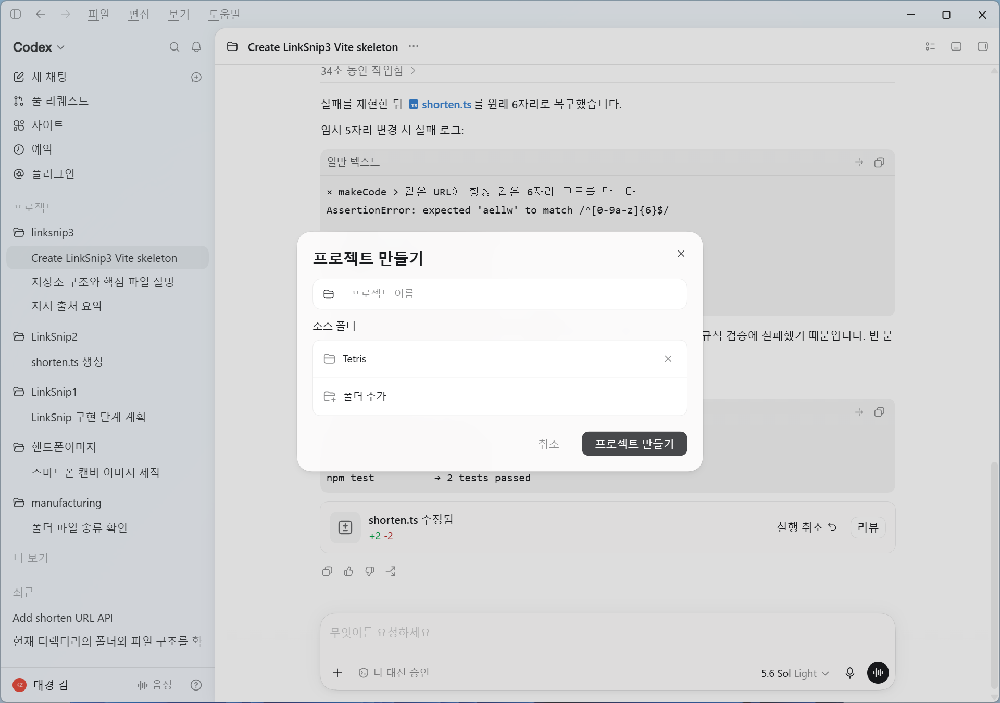 파일 편집 보기 도움말
Codex
새 채팅
풀 리퀘스트
사이트
예약
플러그인
프로젝트
linksnip3
Create LinkSnip3 Vite skeleton
저장소 구조와 핵심 파일 설명
지시 출처 요약
LinkSnip2
shorten.ts 생성
LinkSnip1
LinkSnip 구현 단계 계획
핸드폰이미지
스마트폰 캔바 이미지 제작
manufacturing
폴더 파일 종류 확인
더 보기
최근
Add shorten URL API
현재 디렉터리의 폴더와 파일 구조를
KZ 대경 김 음성
Create LinkSnip3 Vite skeleton
34초 동안 작업함
실패를 재현한 뒤 TS shorten.ts를 원래 6자리로 복구했습니다.
임시 5자리 변경 시 실패 로그:
일반 텍스트
× makeCode > 같은 URL에 항상 같은 6자리 코드를 만든다
AssertionError: expected 'aellw' to match /^[0-9a-z]{6}$/
프로젝트 만들기
프로젝트 이름
소스 폴더
Tetris
폴더 추가
취소 프로젝트 만들기
규식 검증에 실패했기 때문입니다. 빈 문
npm test → 2 tests passed
shorten.ts 수정됨
+2 -2
실행 취소 리뷰
무엇이든 요청하세요
나 대신 승인 5.6 Sol Light